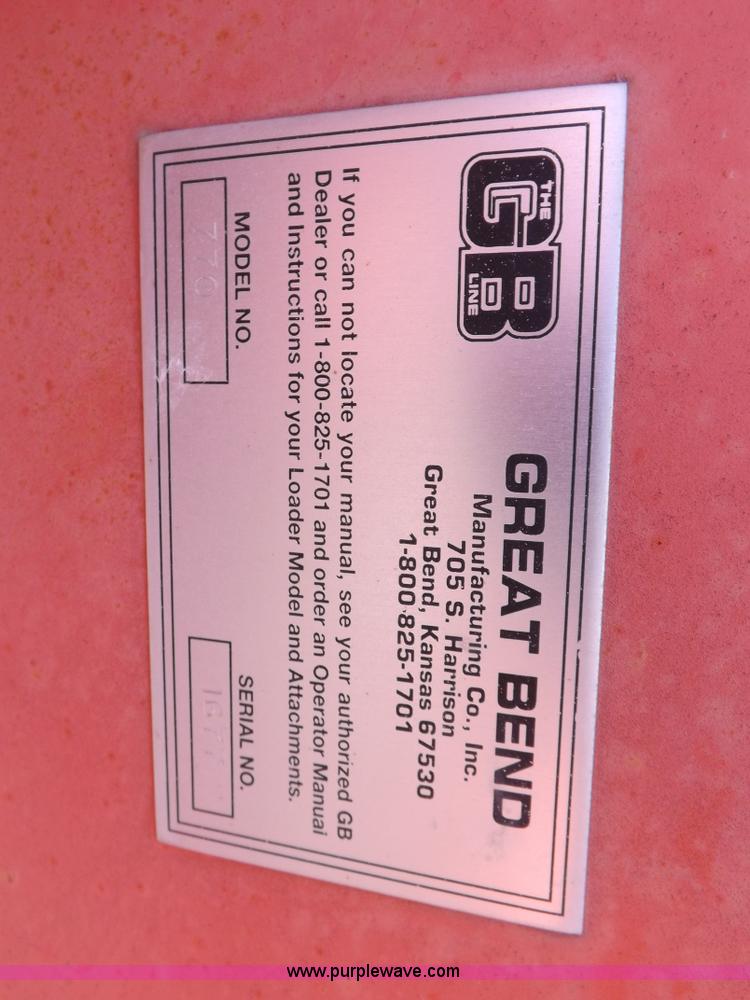 THE
GB
LINE
GREAT BEND
Manufacturing Co., Inc.
705 S. Harrison
Great Bend, Kansas 67530
1-800-825-1701
If you can not locate your manual, see your authorized GB
Dealer or call 1-800-825-1701 and order an Operator Manual
and Instructions for your Loader Model and Attachments.
MODEL NO.
770
SERIAL NO.
www.purplewave.com